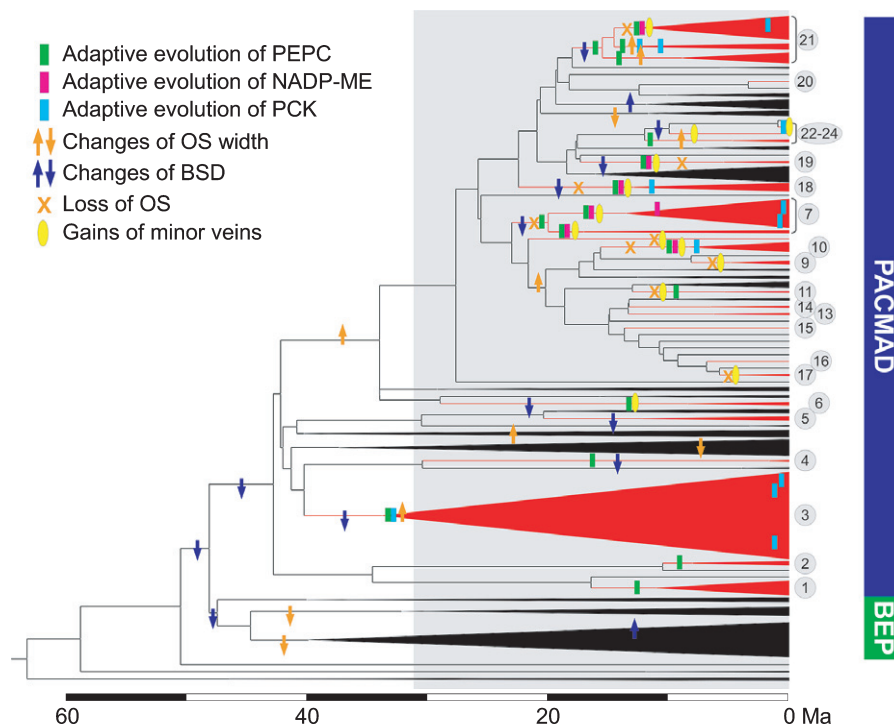 Adaptive evolution of PEPC
Adaptive evolution of NADP-ME
Adaptive evolution of PCK
Changes of OS width
Changes of BSD
Loss of OS
Gains of minor veins
21
20
22-24
19
18
7
10
9
11
14
13
15
16
17
6
5
4
3
2
1
PACMAD
BEP
60
40
20
0 Ma